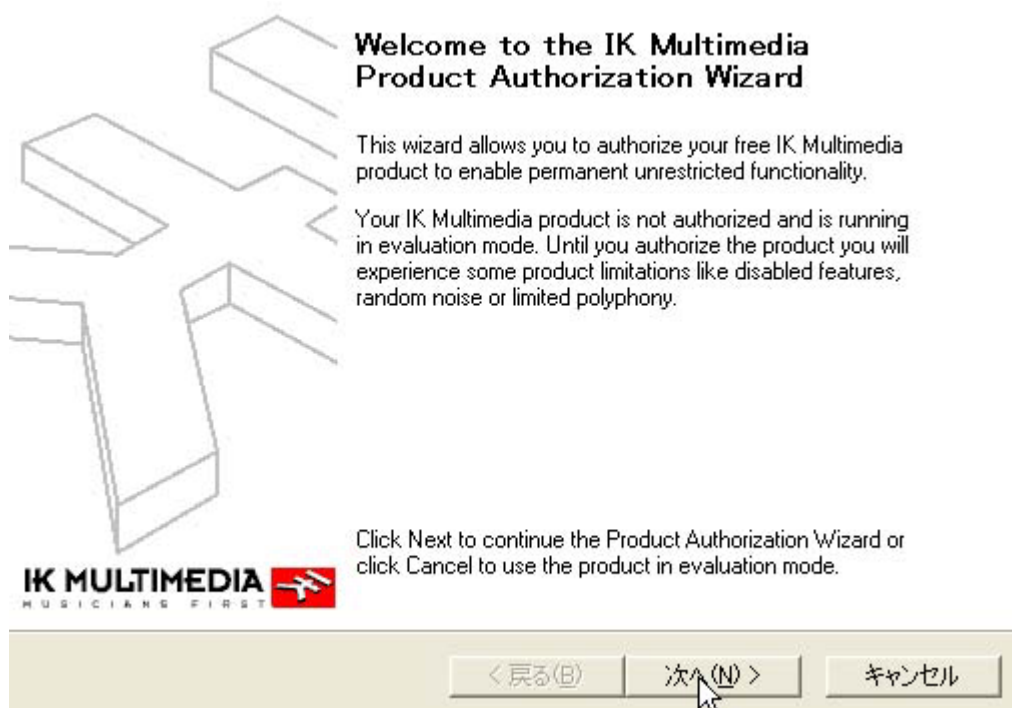 Welcome to the IK Multimedia
Product Authorization Wizard
This wizard allows you to authorize your free IK Multimedia
product to enable permanent unrestricted functionality.
Your IK Multimedia product is not authorized and is running
in evaluation mode. Until you authorize the product you will
experience some product limitations like disabled features,
random noise or limited polyphony.
Click Next to continue the Product Authorization Wizard or
click Cancel to use the product in evaluation mode.
IK MULTIMEDIA
MUSICIANS FIRST
< 戻る(B)
次へ(N) >
キャンセル